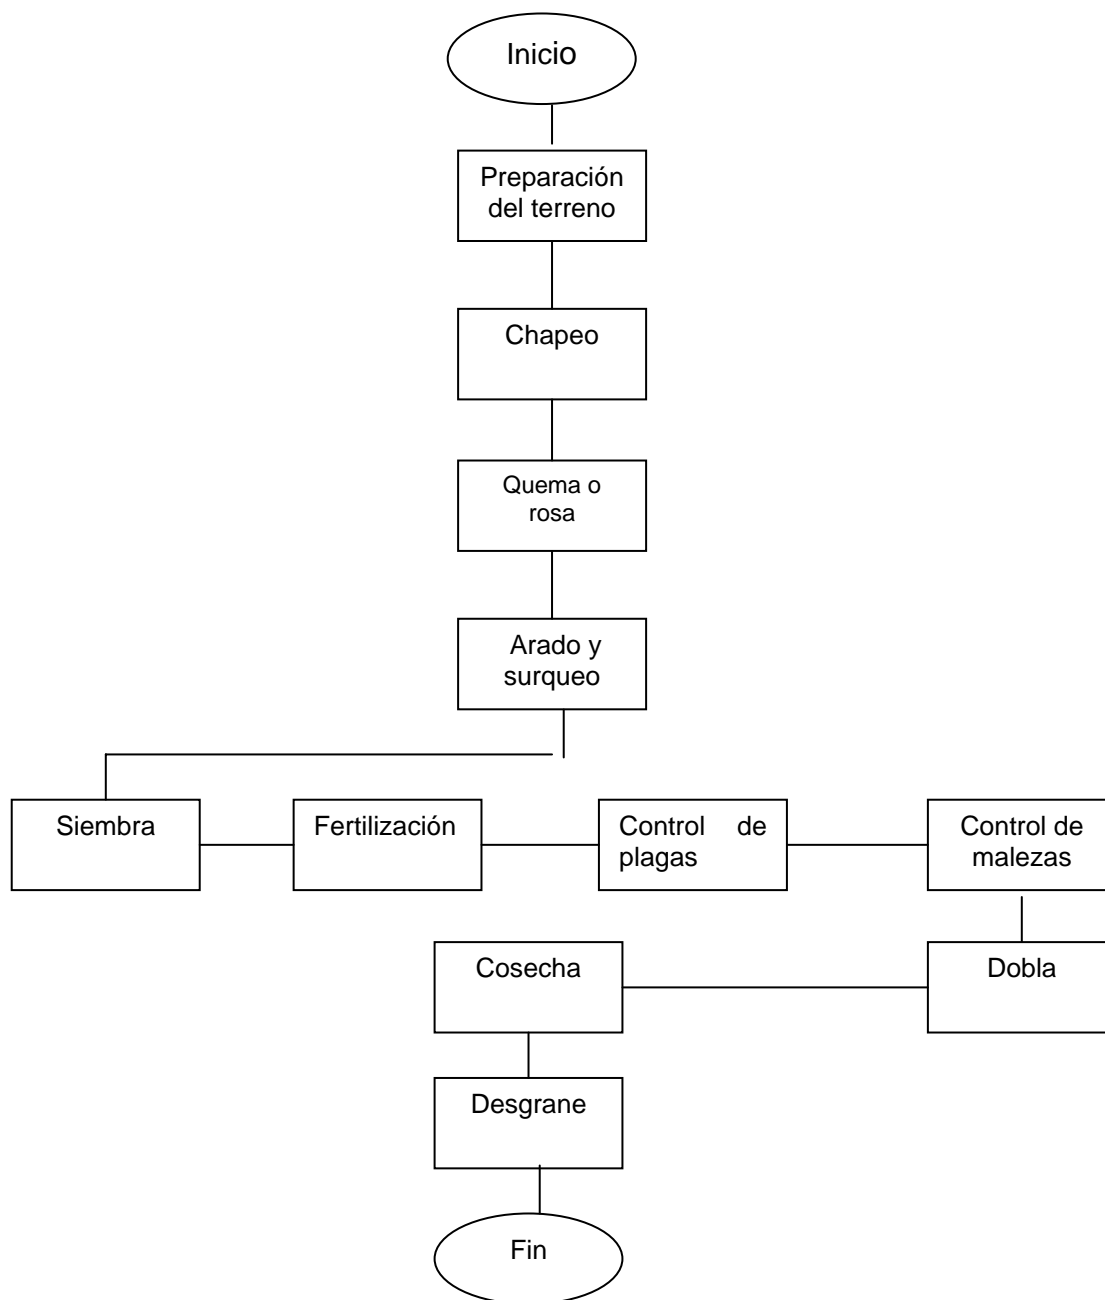 Inicio
Preparación
del terreno
Chapeo
Quema o
rosa
Arado y
surqueo
Siembra
Fertilización
Control de
plagas
Control de
malezas
Dobla
Cosecha
Desgrane
Fin